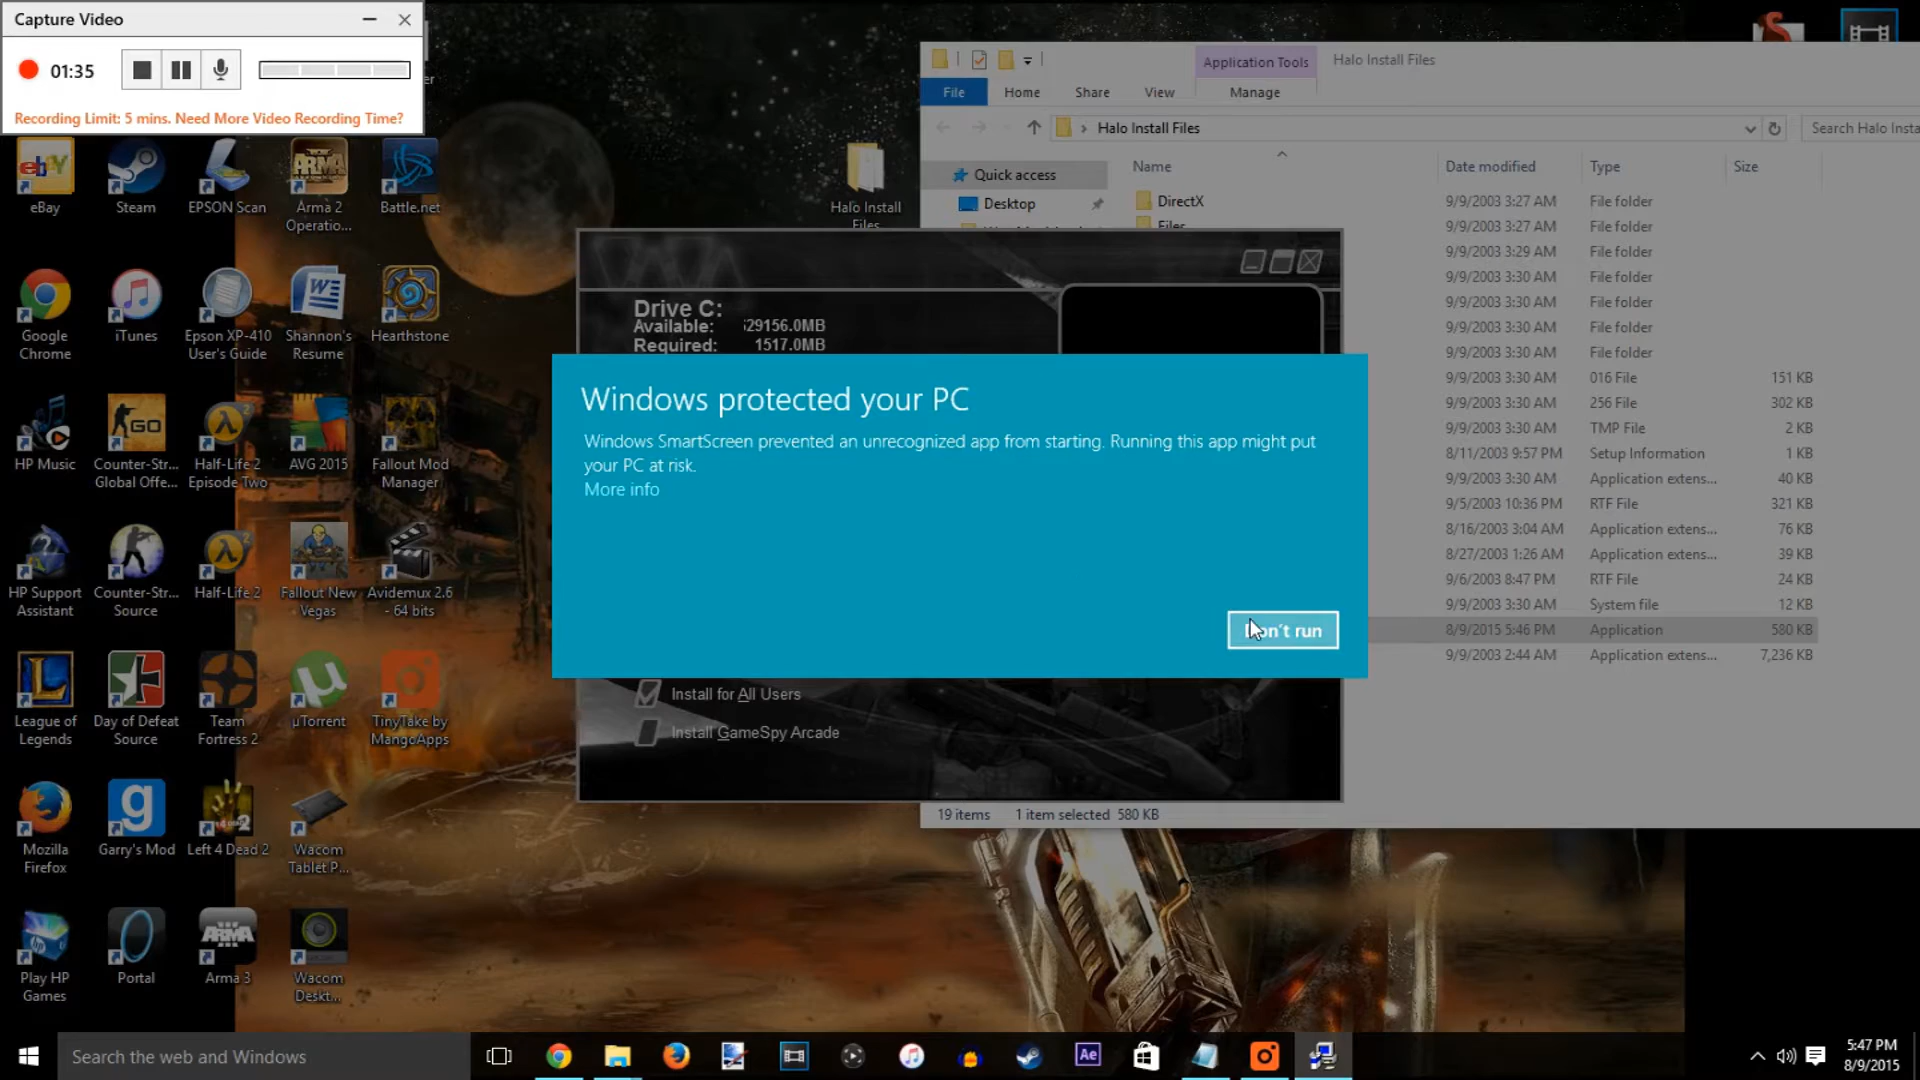 Capture Video
01:35
Recording Limit: 5 mins. Need More Video Recording Time?
eBay
Steam
EPSON Scan
Arma 2
Operatio...
Battle.net
Google
Chrome
iTunes
Epson XP-410
User's Guide
Shannon's
Resume
Hearthstone
HP Music
Counter-Str...
Global Offe...
Half-Life 2
Episode Two
AVG 2015
Fallout Mod
Manager
HP Support
Assistant
Counter-Str...
Source
Half-Life 2
Fallout New
Vegas
Avidemux 2.6
- 64 bits
League of
Legends
Day of Defeat
Source
Team
Fortress 2
µTorrent
TinyTake by
MangoApps
Mozilla
Firefox
Garry's Mod
Left 4 Dead 2
Wacom
Tablet P...
Play HP
Games
Portal
Arma 3
Wacom
Deskt...
Halo Install
Files
Application Tools
Halo Install Files
File
Home
Share
View
Manage
Halo Install Files
Search Halo Insta
Quick access
Desktop
Name
Date modified
Type
Size
DirectX
9/9/2003 3:27 AM File folder
Files
9/9/2003 3:27 AM File folder
9/9/2003 3:29 AM File folder
9/9/2003 3:30 AM File folder
9/9/2003 3:30 AM File folder
9/9/2003 3:30 AM File folder
9/9/2003 3:30 AM File folder
9/9/2003 3:30 AM 016 File 151 KB
9/9/2003 3:30 AM 256 File 302 KB
9/9/2003 3:30 AM TMP File 2 KB
8/11/2003 9:57 PM Setup Information 1 KB
9/9/2003 3:30 AM Application extens... 40 KB
9/5/2003 10:36 PM RTF File 321 KB
8/16/2003 3:04 AM Application extens... 76 KB
8/27/2003 1:26 AM Application extens... 39 KB
9/6/2003 8:47 PM RTF File 24 KB
9/9/2003 3:30 AM System file 12 KB
8/9/2015 5:46 PM Application 580 KB
9/9/2003 2:44 AM Application extens... 7,236 KB
19 items 1 item selected 580 KB
Drive C:
Available: 29156.0MB
Required: 1517.0MB
Windows protected your PC
Windows SmartScreen prevented an unrecognized app from starting. Running this app might put
your PC at risk.
More info
Don't run
Install for All Users
Install GameSpy Arcade
Search the web and Windows
Ae
5:47 PM
8/9/2015